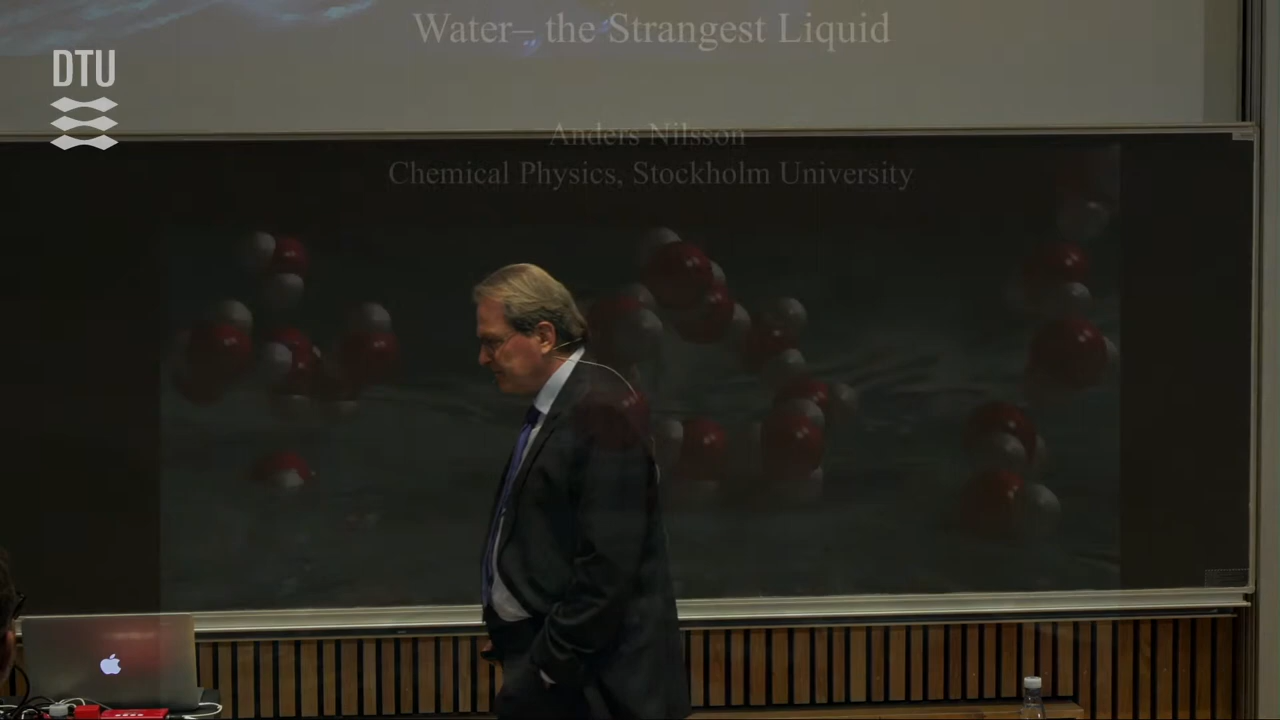 Water– the Strangest Liquid
DTU
Anders Nilsson
Chemical Physics, Stockholm University